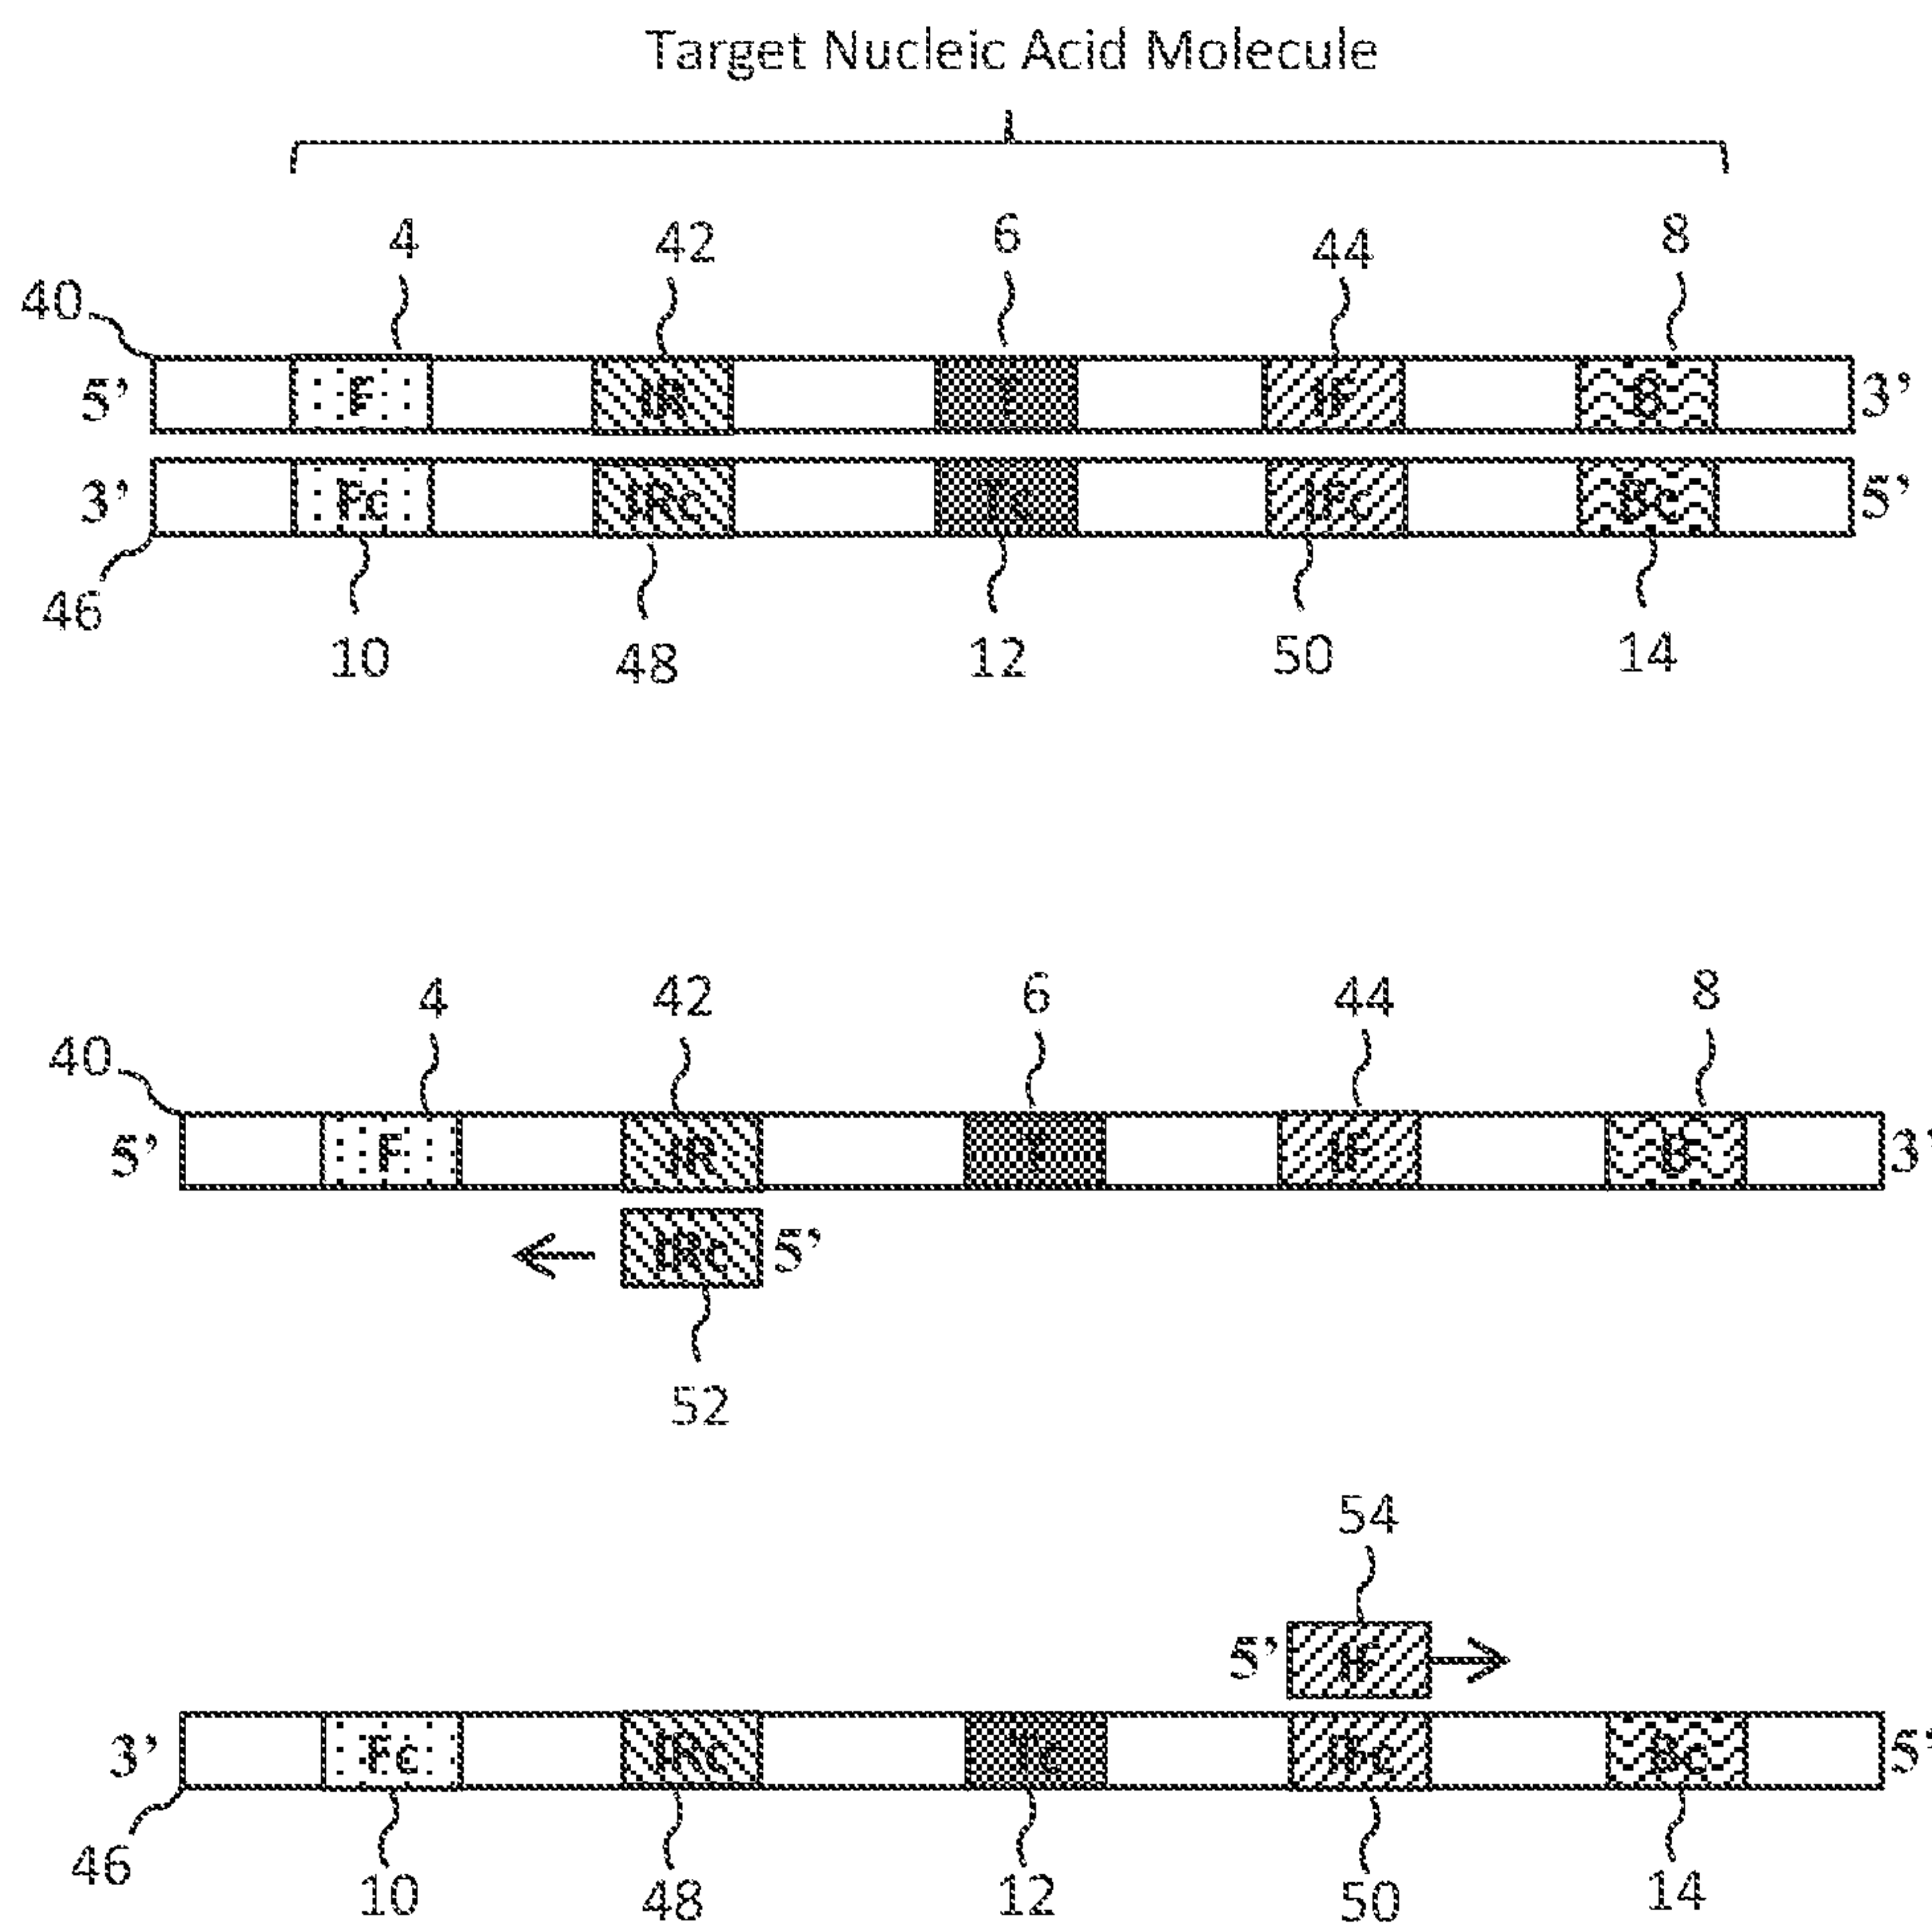 Target Nucleic Acid Molecule
4 42 6 44 8
40
5' F IR T IF B 3'
3' Fc IRc Tc IFc Bc 5'
46
10 48 12 50 14
4 42 6 44 8
40
5' F IR T IF B 3'
IRc 5'
52
54
5' IF
3' Fc IRc Tc IFc Bc 5'
46
10 48 12 50 14